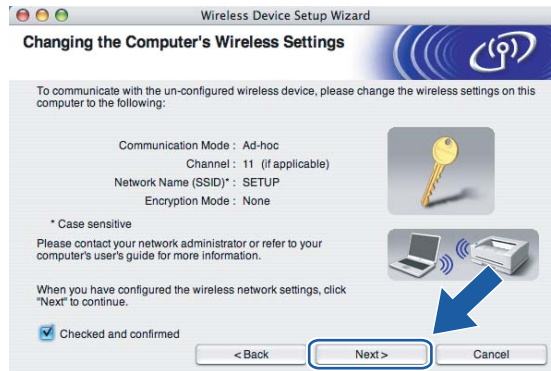 Wireless Device Setup Wizard
Changing the Computer's Wireless Settings
To communicate with the un-configured wireless device, please change the wireless settings on this
computer to the following:
Communication Mode : Ad-hoc
Channel : 11 (if applicable)
Network Name (SSID)* : SETUP
Encryption Mode : None
* Case sensitive
Please contact your network administrator or refer to your
computer's user's guide for more information.
When you have configured the wireless network settings, click
"Next" to continue.
Checked and confirmed
< Back Next > Cancel